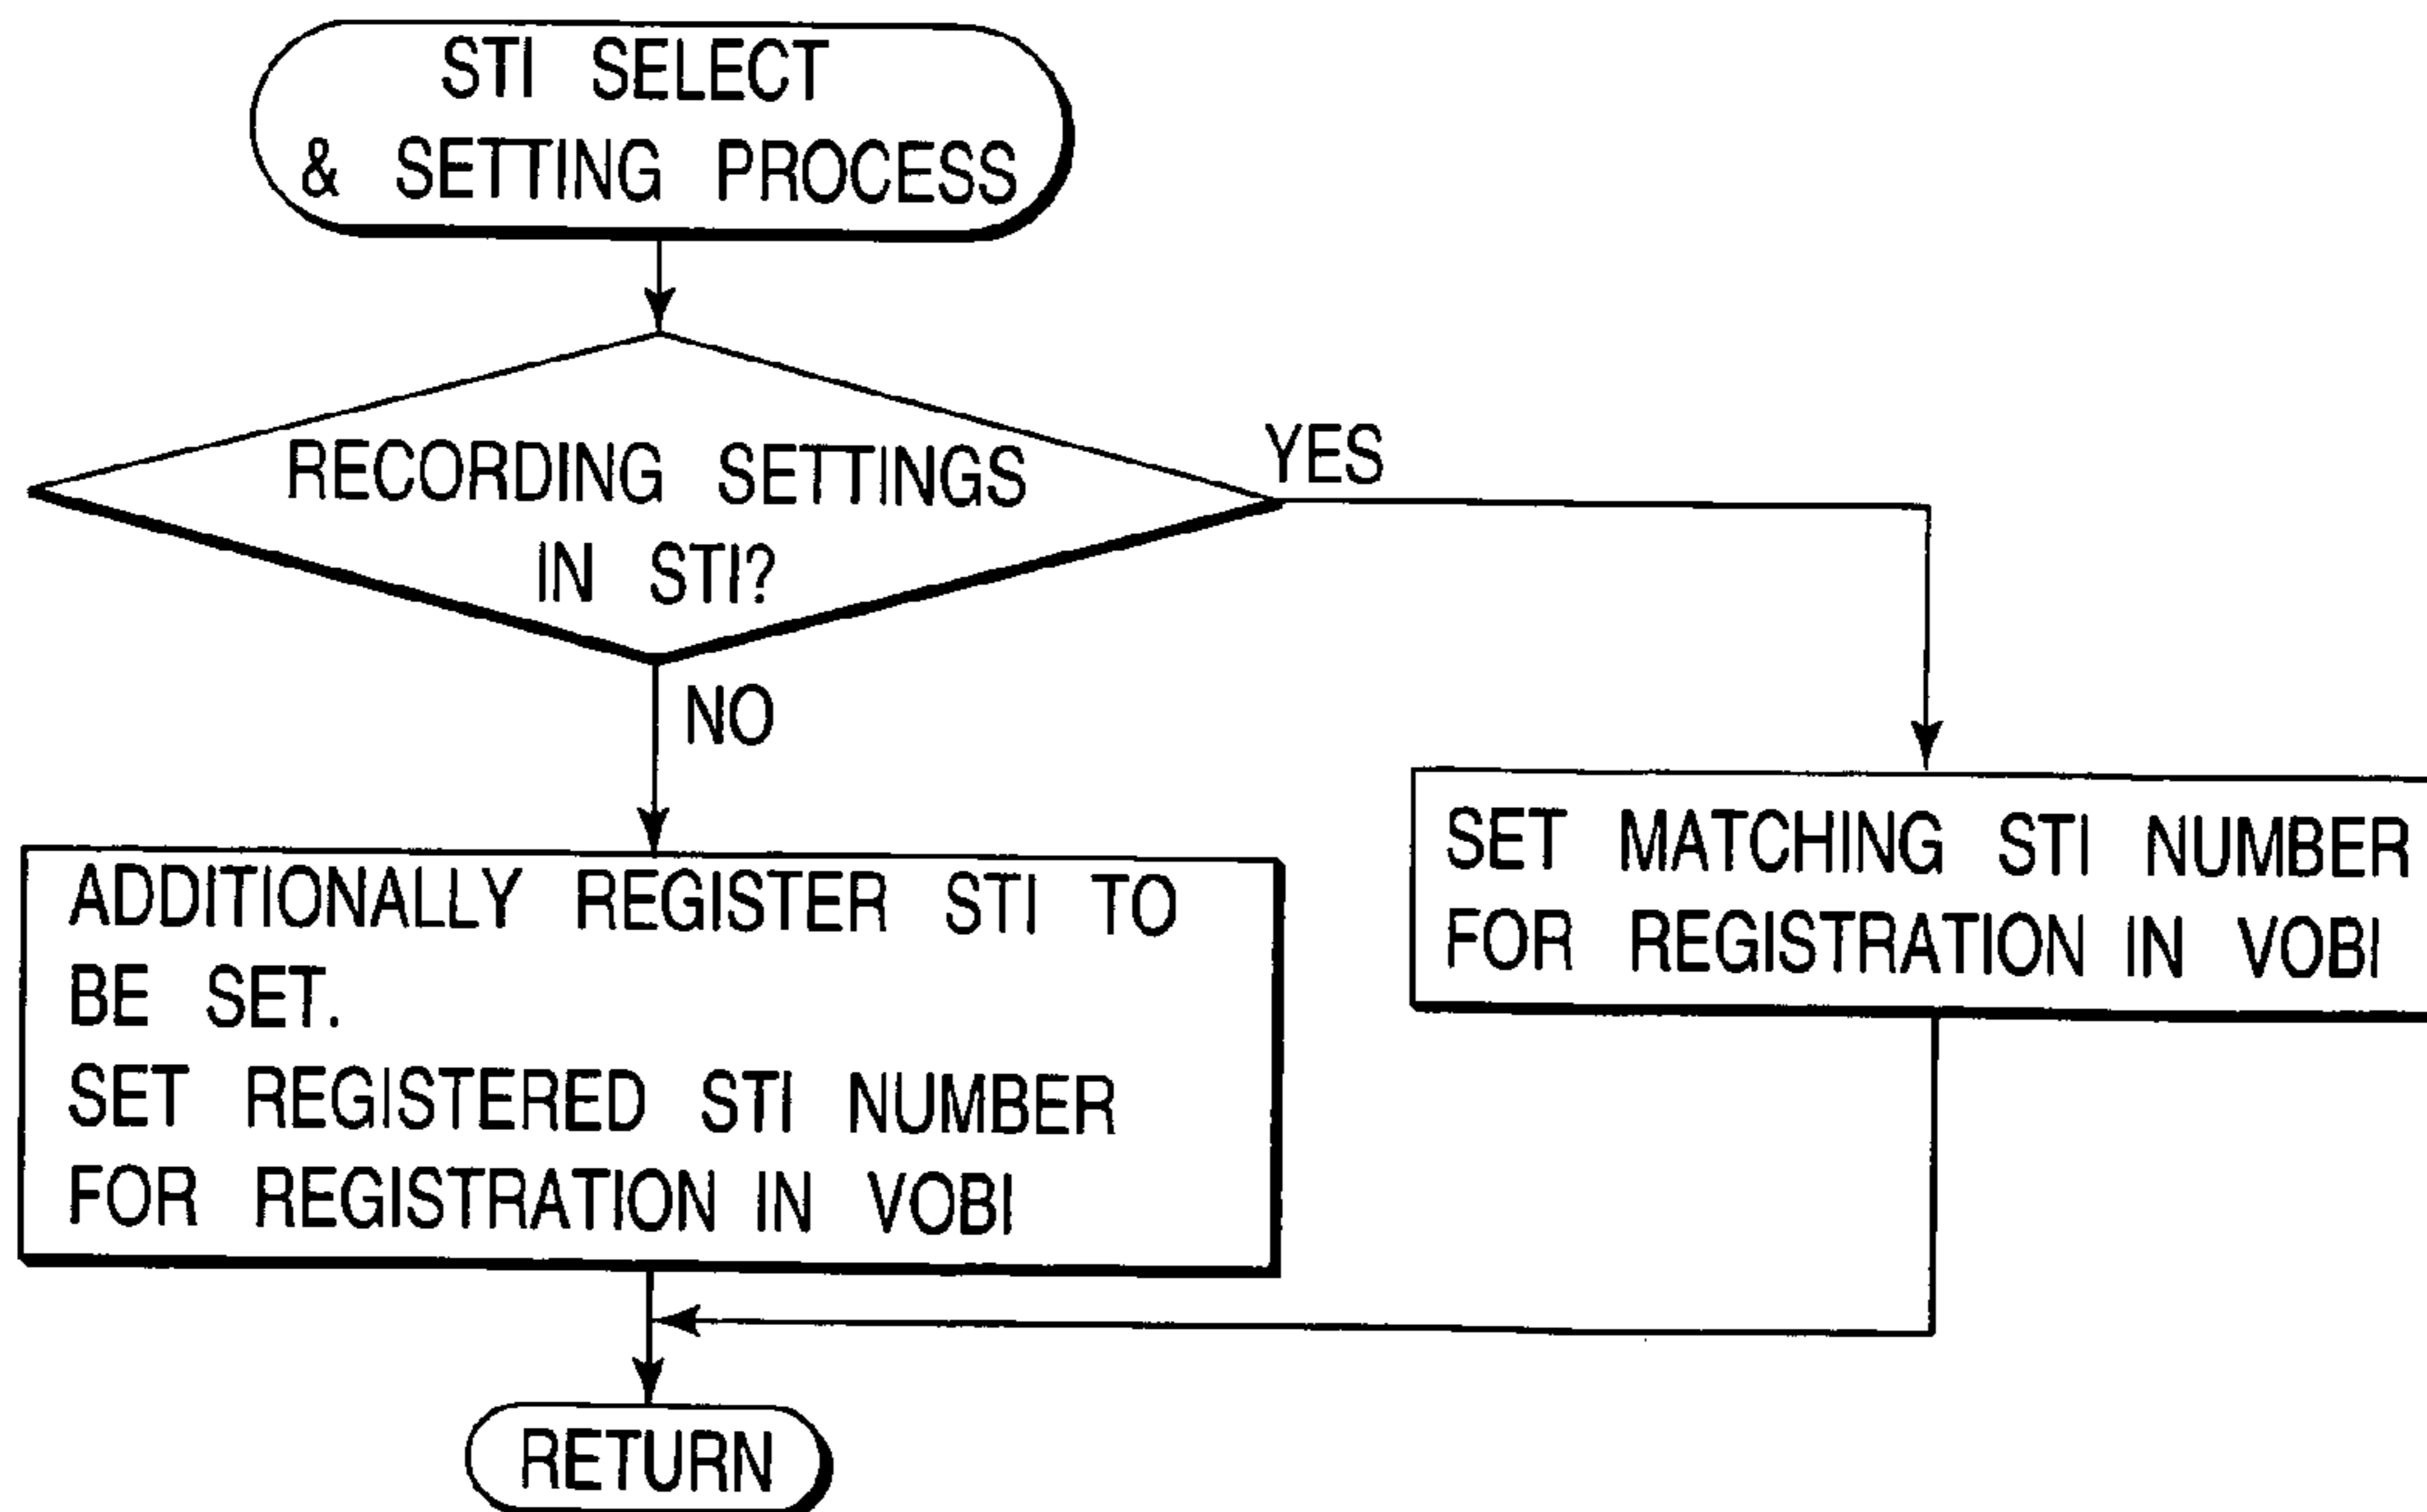 STI SELECT
& SETTING PROCESS
RECORDING SETTINGS
IN STI?
YES
NO
SET MATCHING STI NUMBER
FOR REGISTRATION IN VOBI
ADDITIONALLY REGISTER STI TO
BE SET.
SET REGISTERED STI NUMBER
FOR REGISTRATION IN VOBI
RETURN